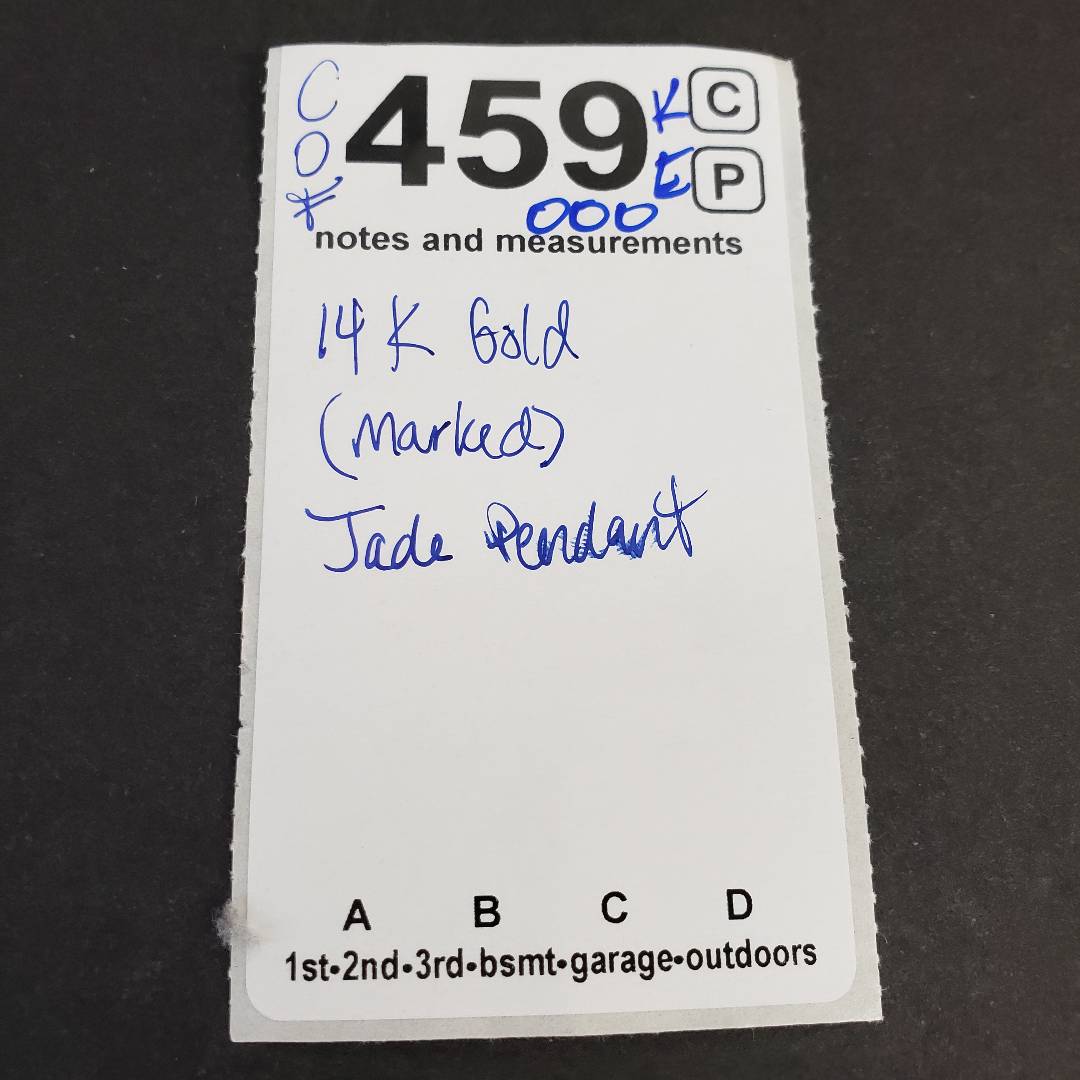 C 459 K C
O E P
000
notes and measurements
14 K Gold
(Marked)
Jade Pendant
A B C D
1st•2nd•3rd•bsmt•garage•outdoors